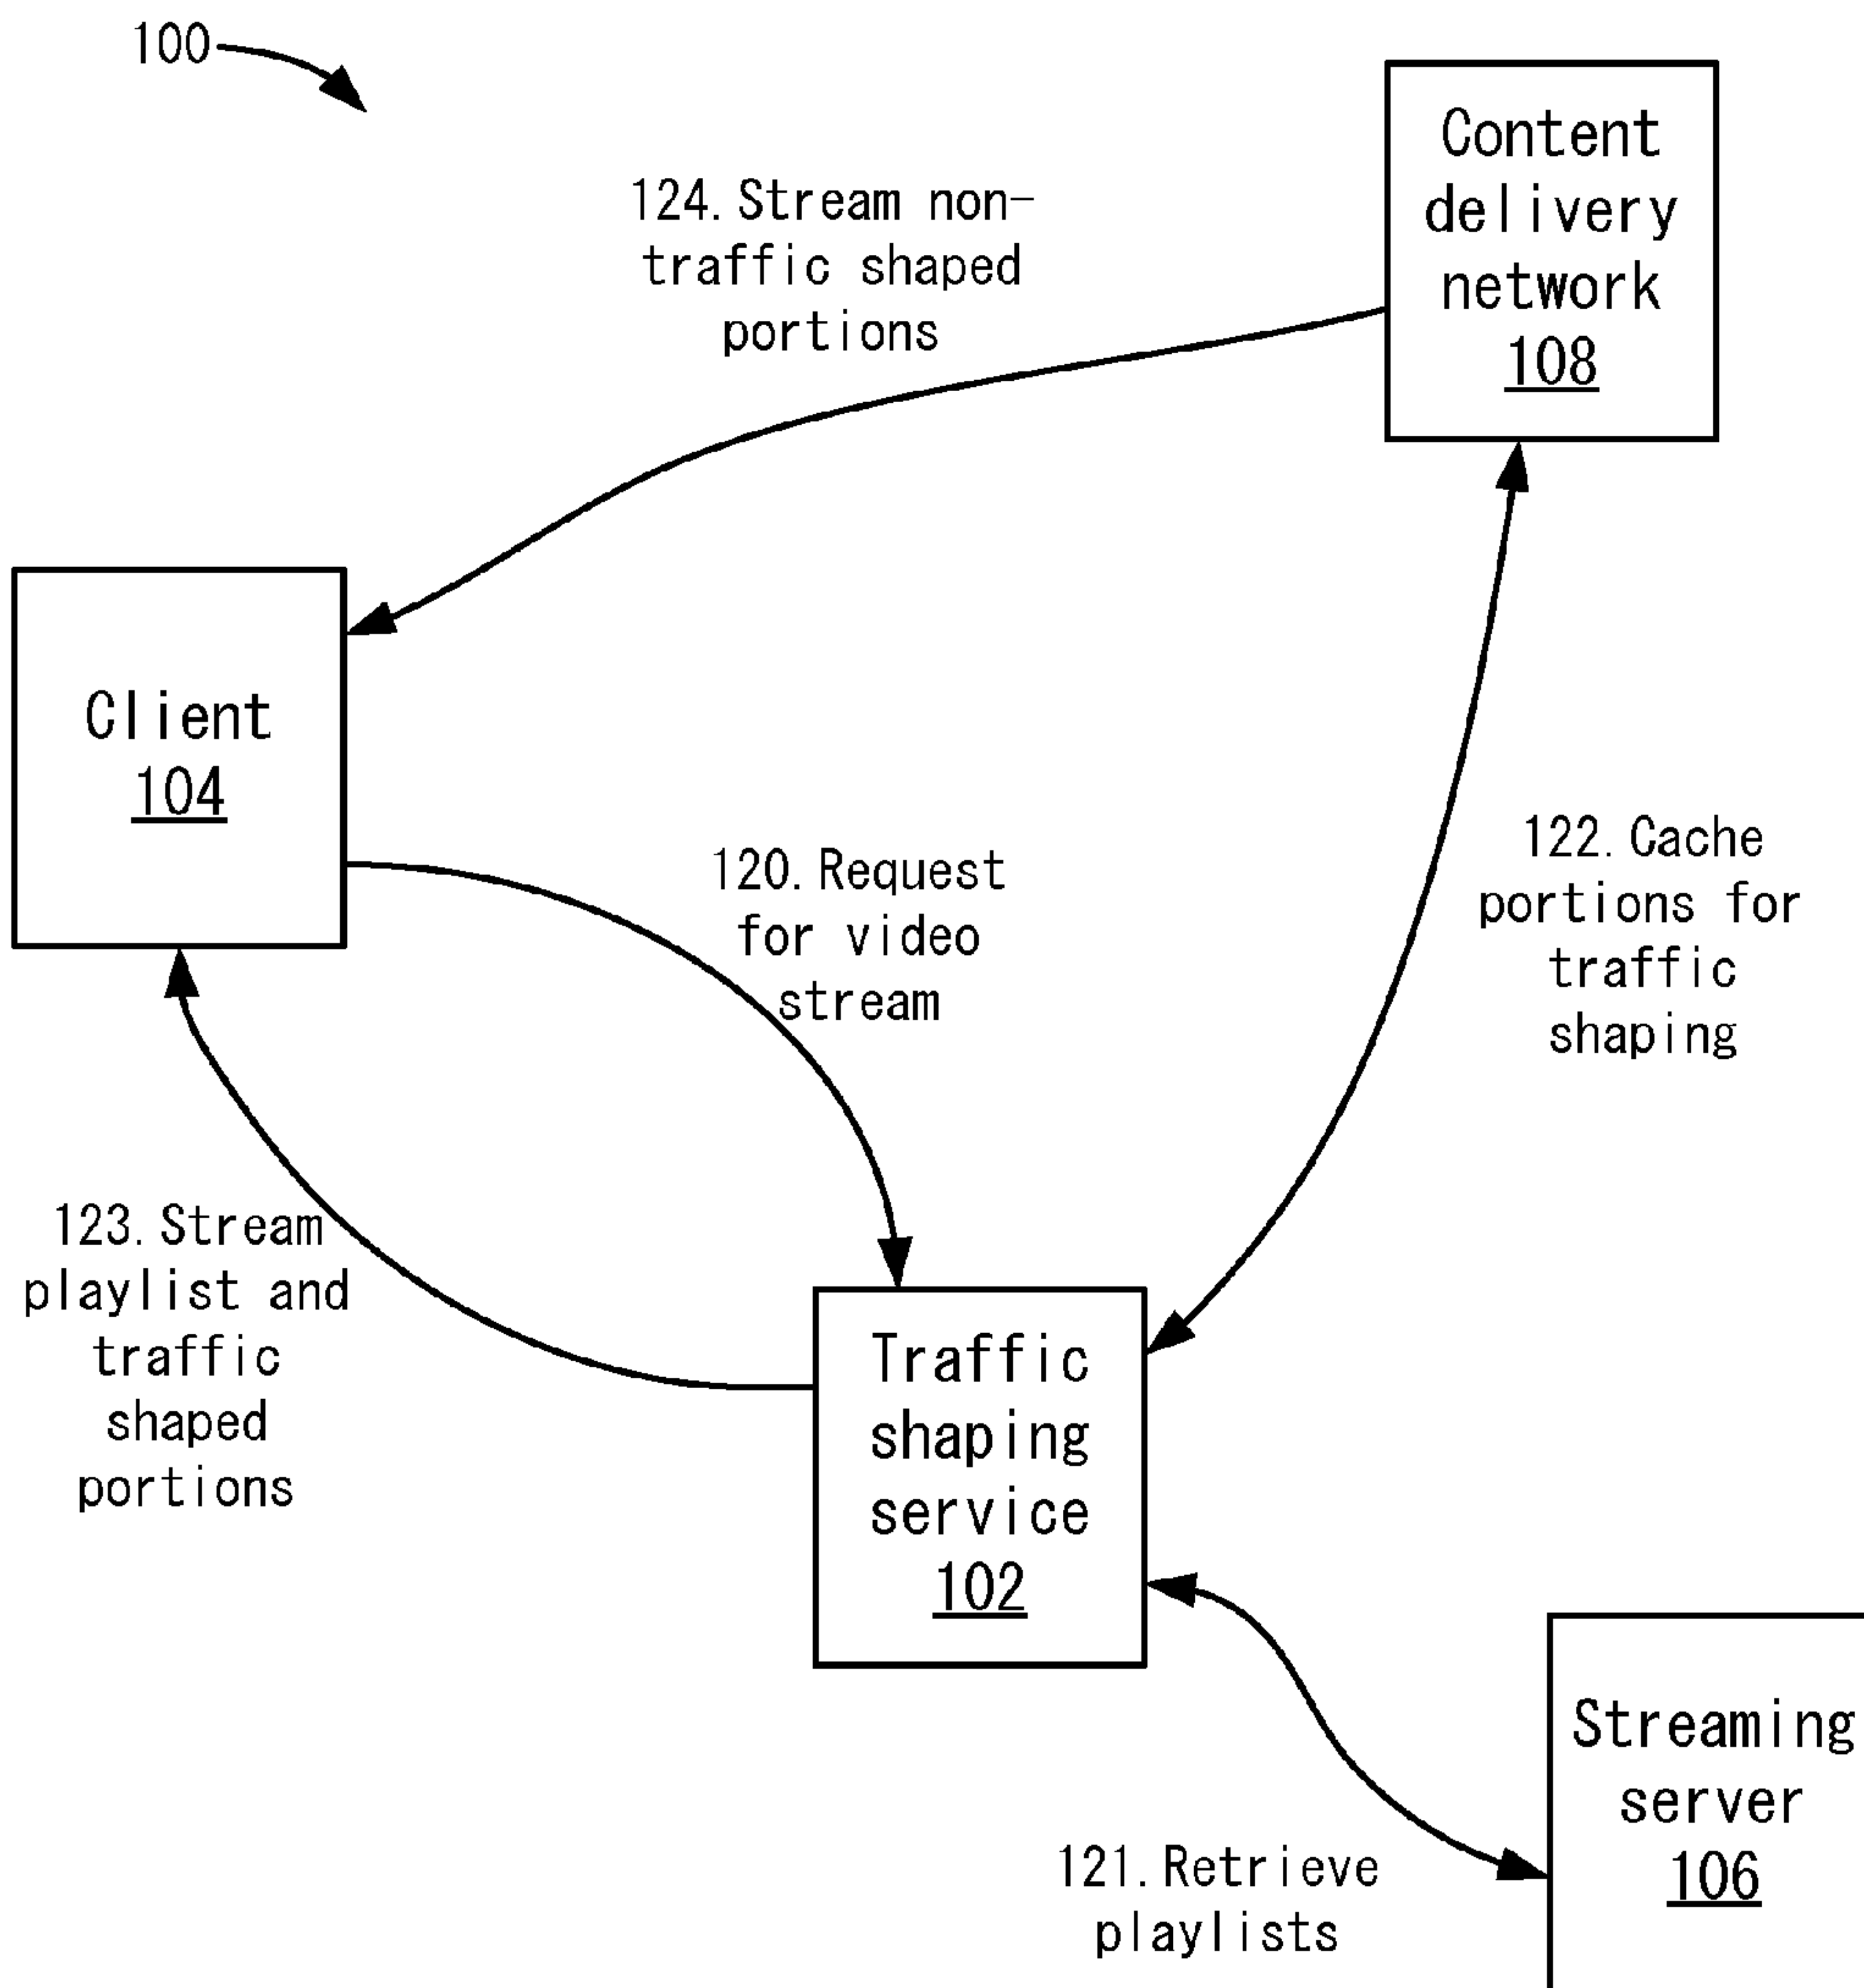 100
Content
delivery
network
108
124. Stream non-
traffic shaped
portions
Client
104
120. Request
for video
stream
122. Cache
portions for
traffic
shaping
123. Stream
playlist and
traffic
shaped
portions
Traffic
shaping
service
102
Streaming
server
106
121. Retrieve
playlists